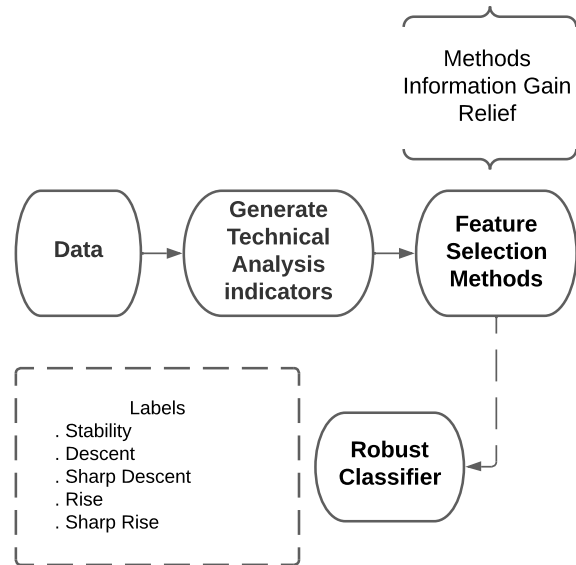 Methods
Information Gain
Relief
Data
Generate
Technical
Analysis
indicators
Feature
Selection
Methods
Labels
. Stability
. Descent
. Sharp Descent
. Rise
. Sharp Rise
Robust
Classifier